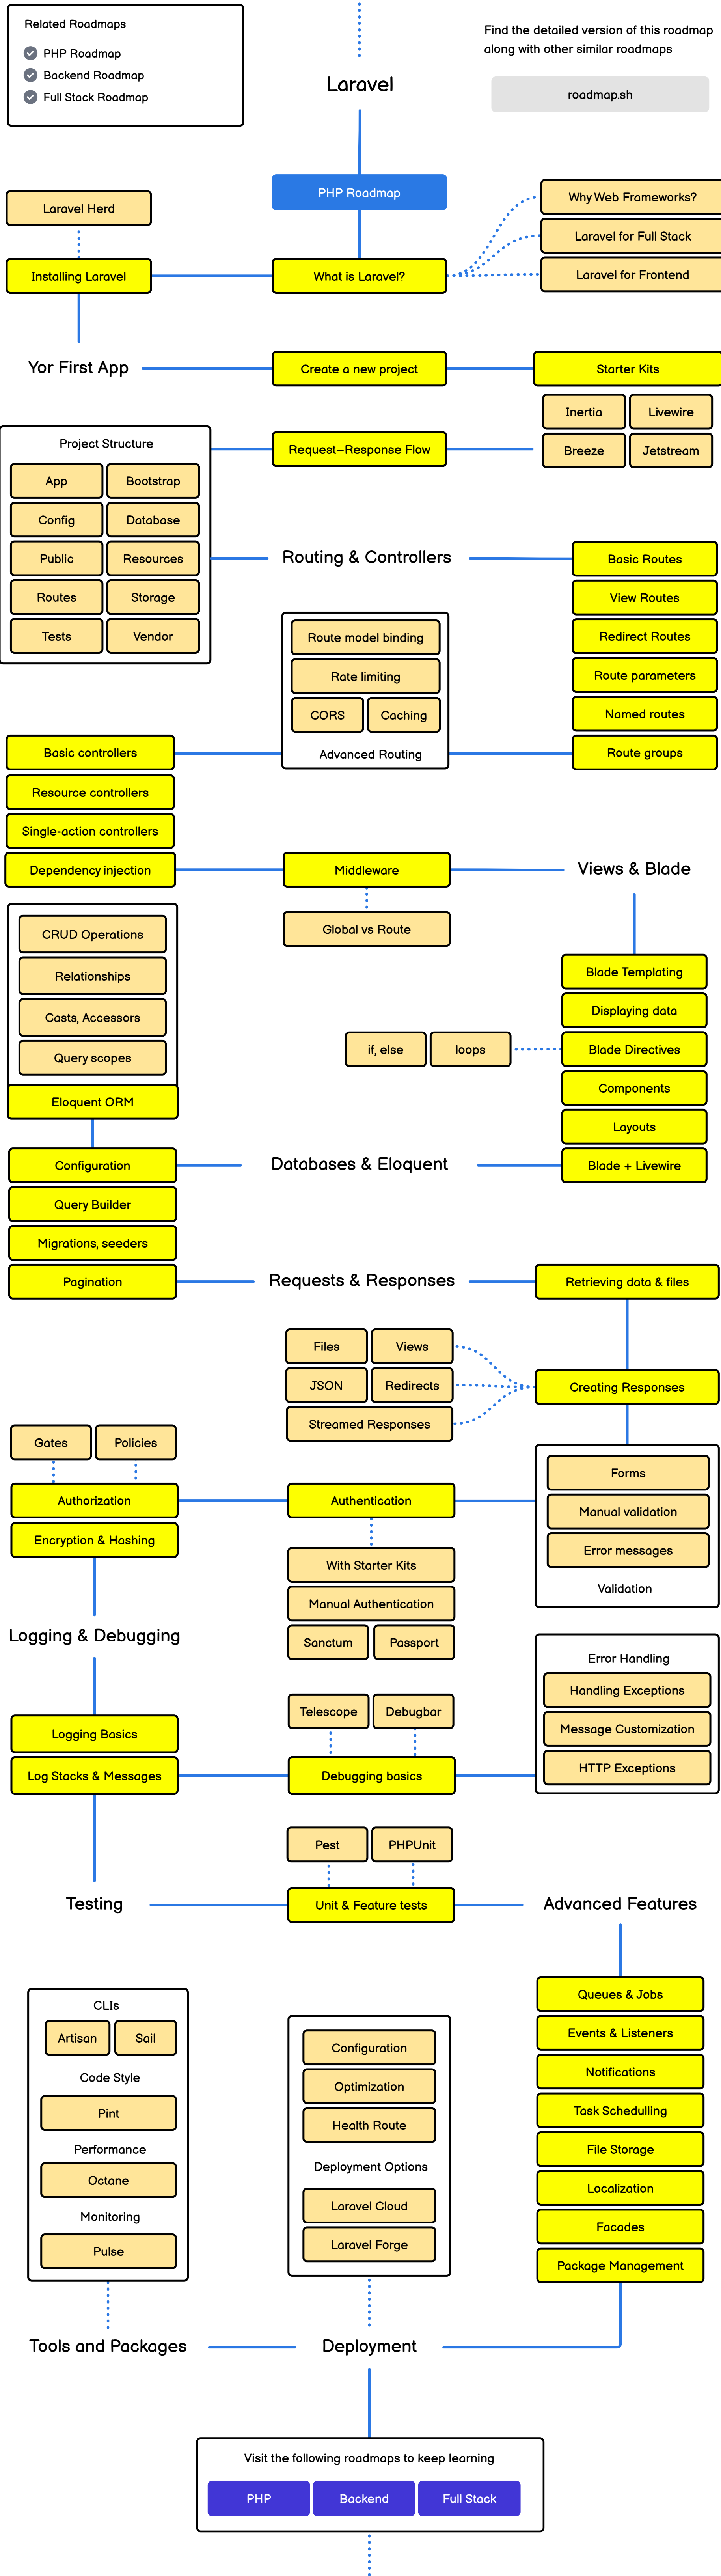 Related Roadmaps
PHP Roadmap
Backend Roadmap
Full Stack Roadmap
Find the detailed version of this roadmap
along with other similar roadmaps
roadmap.sh
Laravel
PHP Roadmap
Laravel Herd
Installing Laravel
What is Laravel?
Why Web Frameworks?
Laravel for Full Stack
Laravel for Frontend
Yor First App
Create a new project
Starter Kits
Inertia
Livewire
Breeze
Jetstream
Request-Response Flow
Project Structure
App
Bootstrap
Config
Database
Public
Resources
Routes
Storage
Tests
Vendor
Routing & Controllers
Basic Routes
View Routes
Redirect Routes
Route parameters
Named routes
Route groups
Route model binding
Rate limiting
CORS
Caching
Advanced Routing
Basic controllers
Resource controllers
Single-action controllers
Dependency injection
Middleware
Global vs Route
Views & Blade
Blade Templating
Displaying data
Blade Directives
if, else
loops
Components
Layouts
Blade + Livewire
CRUD Operations
Relationships
Casts, Accessors
Query scopes
Eloquent ORM
Databases & Eloquent
Configuration
Query Builder
Migrations, seeders
Pagination
Requests & Responses
Retrieving data & files
Files
Views
JSON
Redirects
Streamed Responses
Creating Responses
Forms
Manual validation
Error messages
Validation
Gates
Policies
Authorization
Encryption & Hashing
Authentication
With Starter Kits
Manual Authentication
Sanctum
Passport
Logging & Debugging
Logging Basics
Log Stacks & Messages
Telescope
Debugbar
Debugging basics
Error Handling
Handling Exceptions
Message Customization
HTTP Exceptions
Testing
Pest
PHPUnit
Unit & Feature tests
Advanced Features
Queues & Jobs
Events & Listeners
Notifications
Task Schedulling
File Storage
Localization
Facades
Package Management
Configuration
Optimization
Health Route
Deployment Options
Laravel Cloud
Laravel Forge
CLIs
Artisan
Sail
Code Style
Pint
Performance
Octane
Monitoring
Pulse
Tools and Packages
Deployment
Visit the following roadmaps to keep learning
PHP
Backend
Full Stack